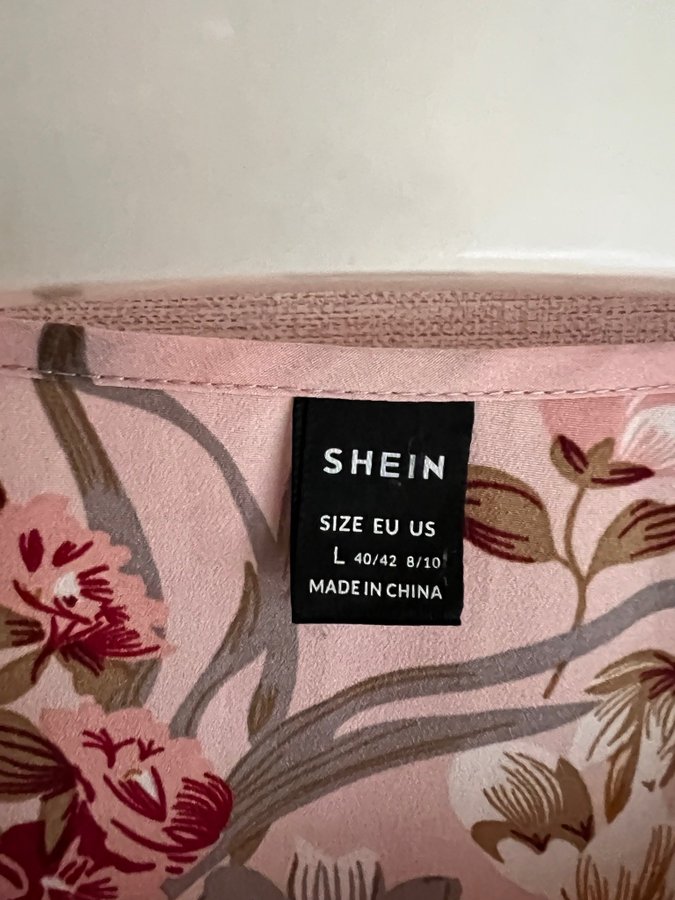 SHEIN
SIZE EU US
L 40/42 8/10
MADE IN CHINA